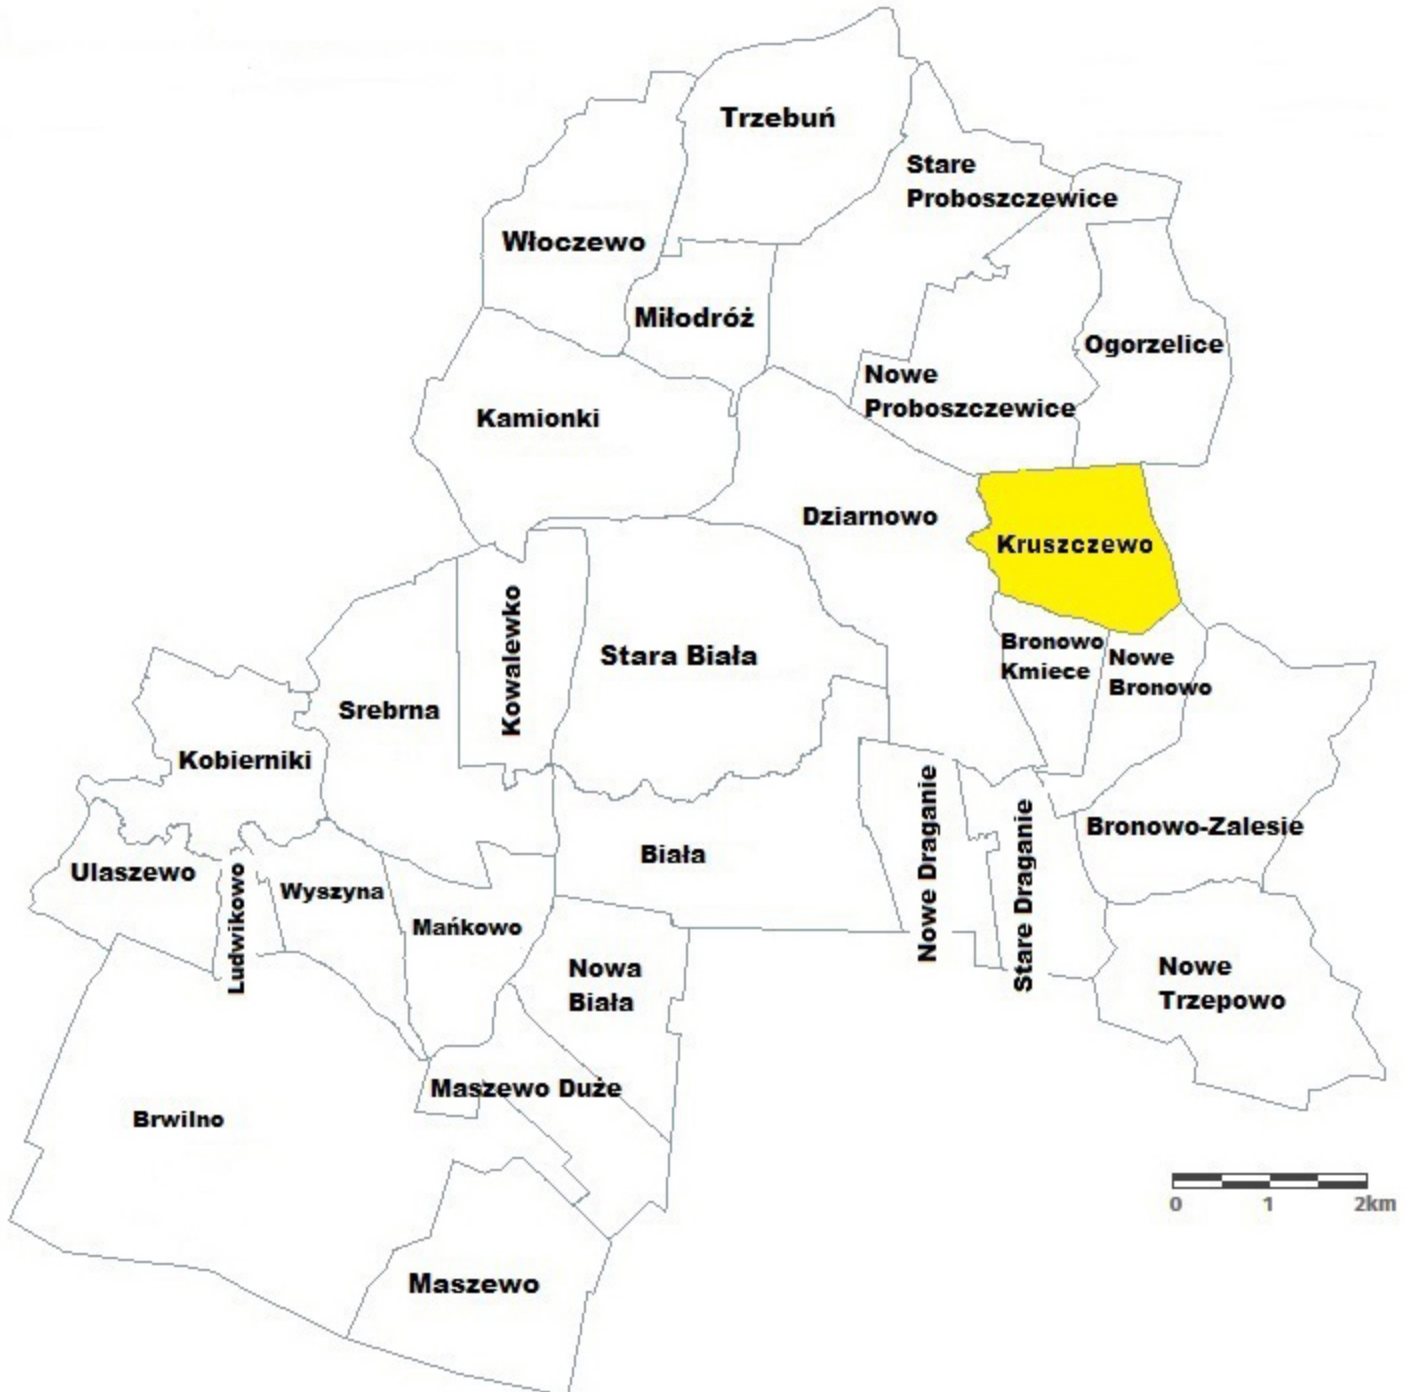 Trzebuń
Stare
Proboszczewice
Włoczewo
Miłodróż
Ogorzelice
Nowe
Proboszczewice
Kamionki
Dziarnowo
Kruszczewo
Kowalewko
Bronowo
Kmiece
Nowe
Bronowo
Stara Biała
Srebrna
Kobierniki
Nowe Draganie
Stare Draganie
Bronowo-Zalesie
Biała
Ulaszewo
Ludwikowo
Wyszyna
Mańkowo
Nowa
Biała
Nowe
Trzepowo
Maszewo Duże
Brwilno
0 1 2km
Maszewo